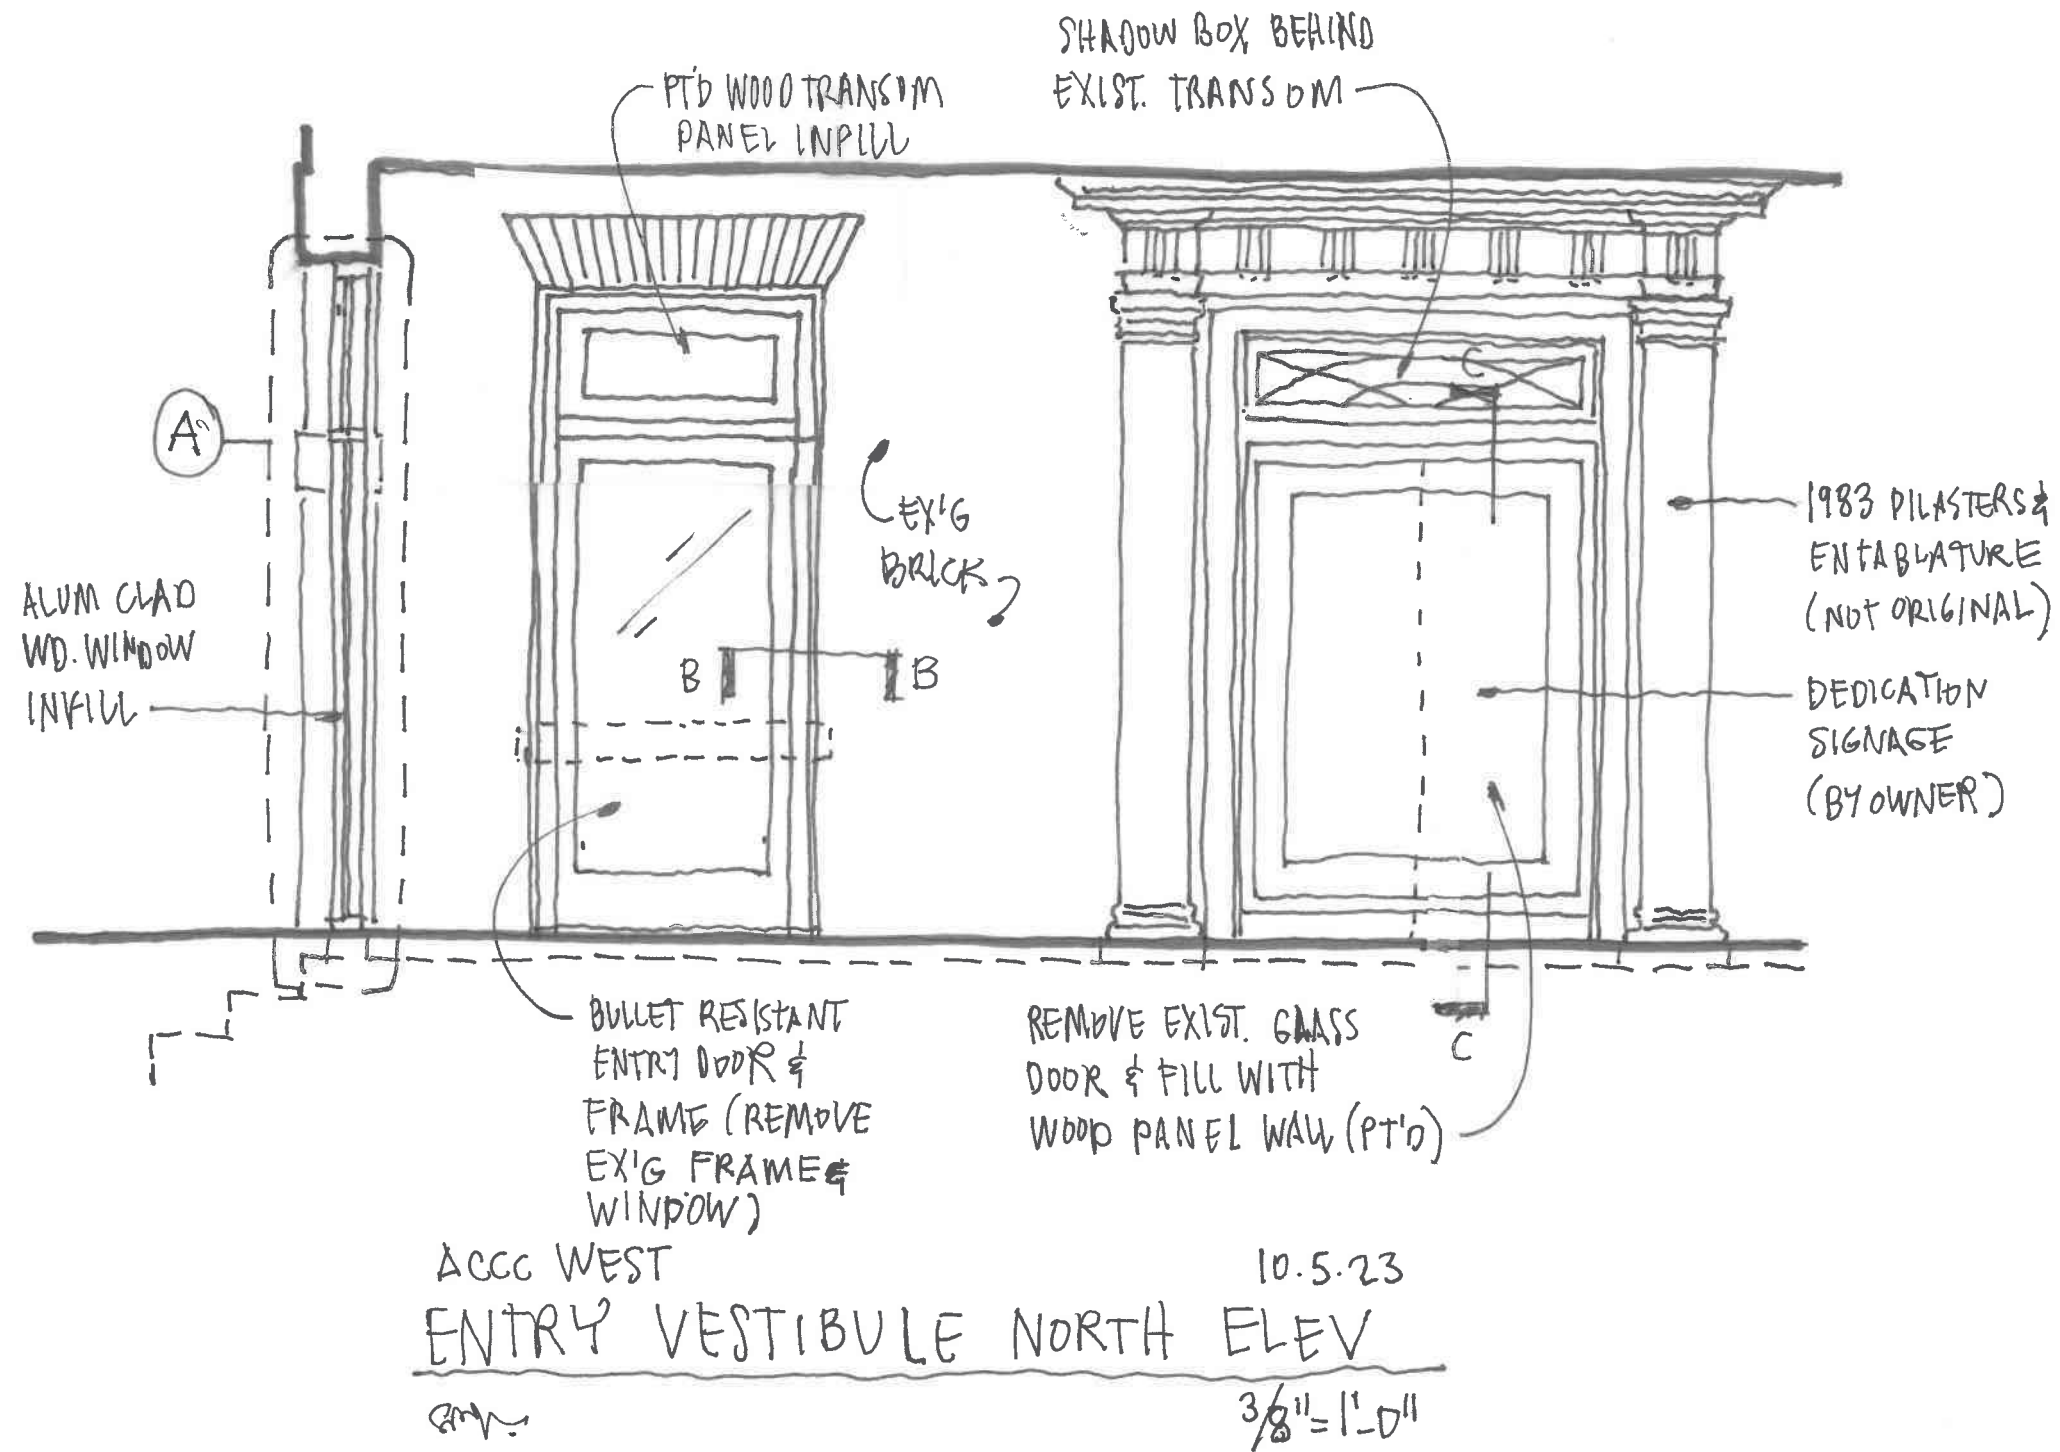 SHADOW BOX BEHIND
EXIST. TRANSOM
PT'D WOOD TRANSOM
PANEL INFILL
A
C
EX'G
BRICK
1983 PILASTERS &
ENTABLATURE
(NOT ORIGINAL)
ALUM CLAD
WD. WINDOW
INFILL
B B
DEDICATION
SIGNAGE
(BY OWNER)
BULLET RESISTANT
ENTRY DOOR &
FRAME (REMOVE
EX'G FRAME &
WINDOW)
REMOVE EXIST. GLASS
DOOR & FILL WITH
WOOD PANEL WALL (PT'D)
C
ACCC WEST
10.5.23
ENTRY VESTIBULE NORTH ELEV
3/8"=1'-0"